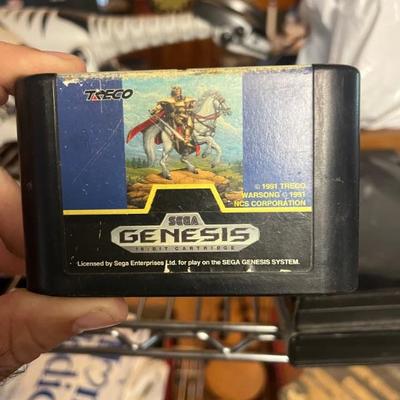 TRECO
© 1991 TRECO.
WARSONG © 1991
NCS CORPORATION
SEGA
GENESIS
16-BIT CARTRIDGE
Licensed by Sega Enterprises Ltd. for play on the SEGA GENESIS SYSTEM.